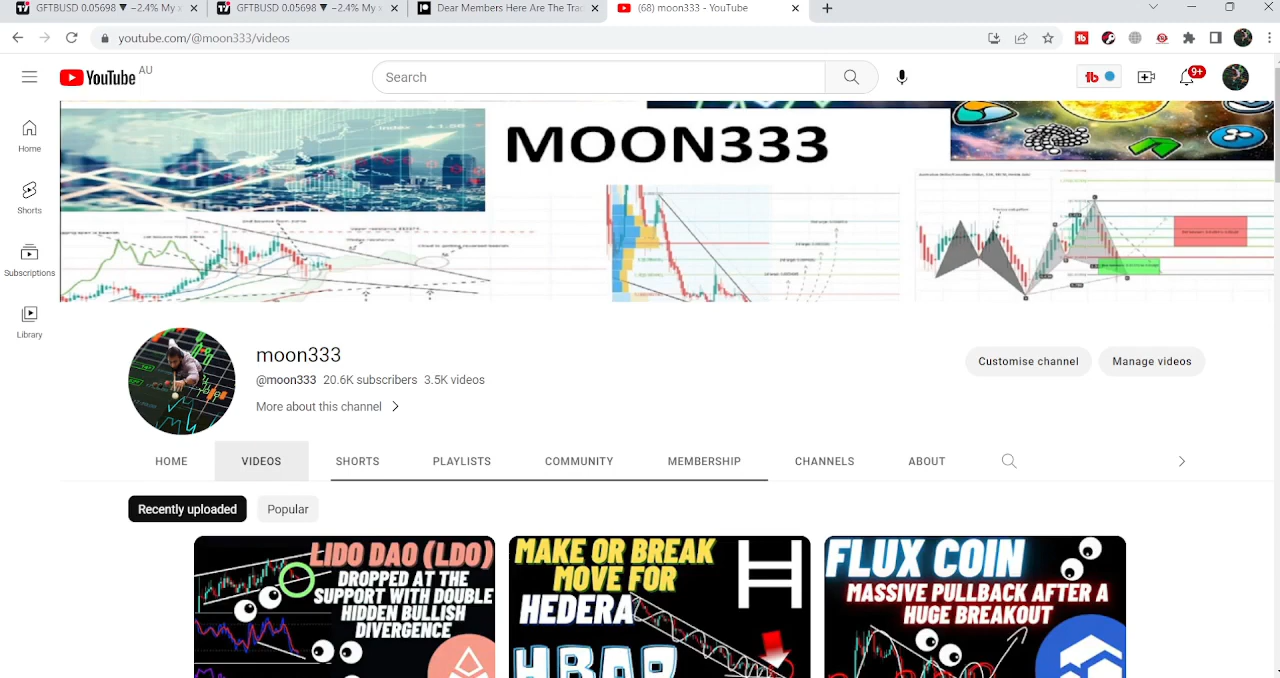 GFTBUSD 0.05698 ▼ −2.4% My x
GFTBUSD 0.05698 ▼ −2.4% My x
Dear Members Here Are The Trad
(68) moon333 - YouTube
youtube.com/@moon333/videos
YouTube AU
Search
9+
Home
Shorts
Subscriptions
Library
MOON333
moon333
@moon333 20.6K subscribers 3.5K videos
More about this channel
Customise channel
Manage videos
HOME
VIDEOS
SHORTS
PLAYLISTS
COMMUNITY
MEMBERSHIP
CHANNELS
ABOUT
Recently uploaded
Popular
LIDO DAO (LDO)
DROPPED AT THE
SUPPORT WITH DOUBLE
HIDDEN BULLISH
DIVERGENCE
MAKE OR BREAK
MOVE FOR
HEDERA
HBAR
FLUX COIN
MASSIVE PULLBACK AFTER A
HUGE BREAKOUT